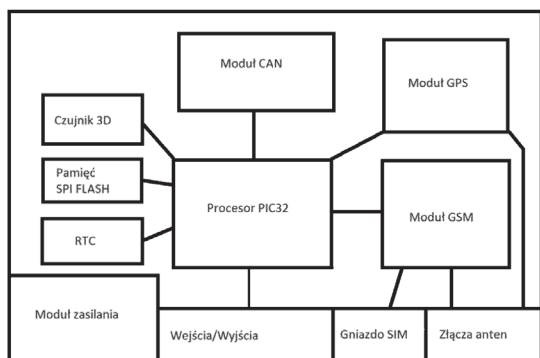 Moduł CAN
Moduł GPS
Czujnik 3D
Pamięć
SPI FLASH
Procesor PIC32
Moduł GSM
RTC
Moduł zasilania
Wejścia/Wyjścia
Gniazdo SIM
Złącza anten